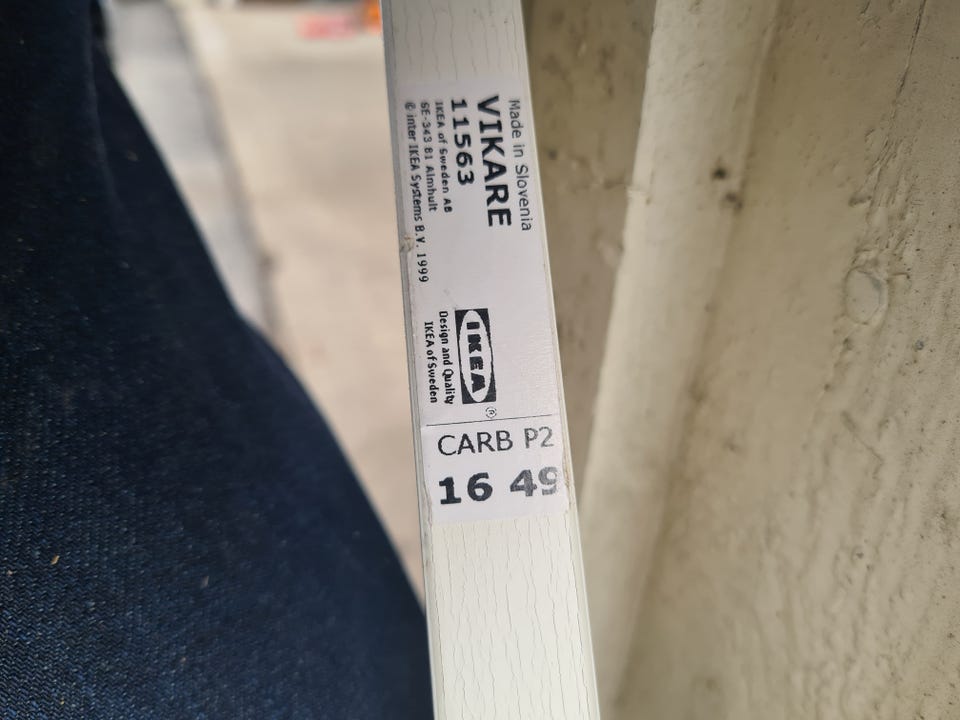 Made in Slovenia
VIKARE
11563
IKEA of Sweden AB
SE-343 81 Almhult
© Inter IKEA Systems B.V. 1999
IKEA®
Design and Quality
IKEA of Sweden
CARB P2
16 49